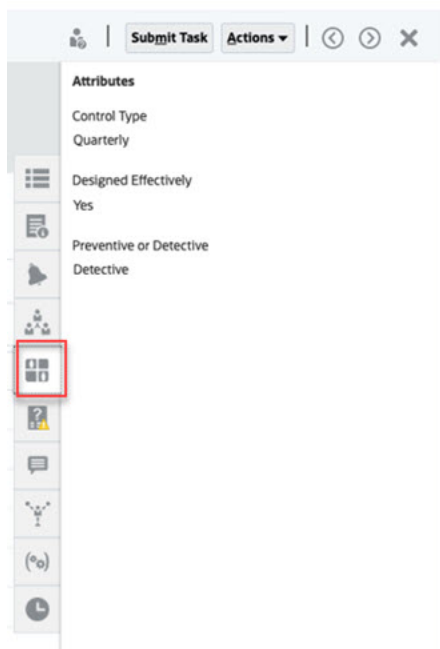 Submit Task Actions
Attributes
Control Type
Quarterly
Designed Effectively
Yes
Preventive or Detective
Detective